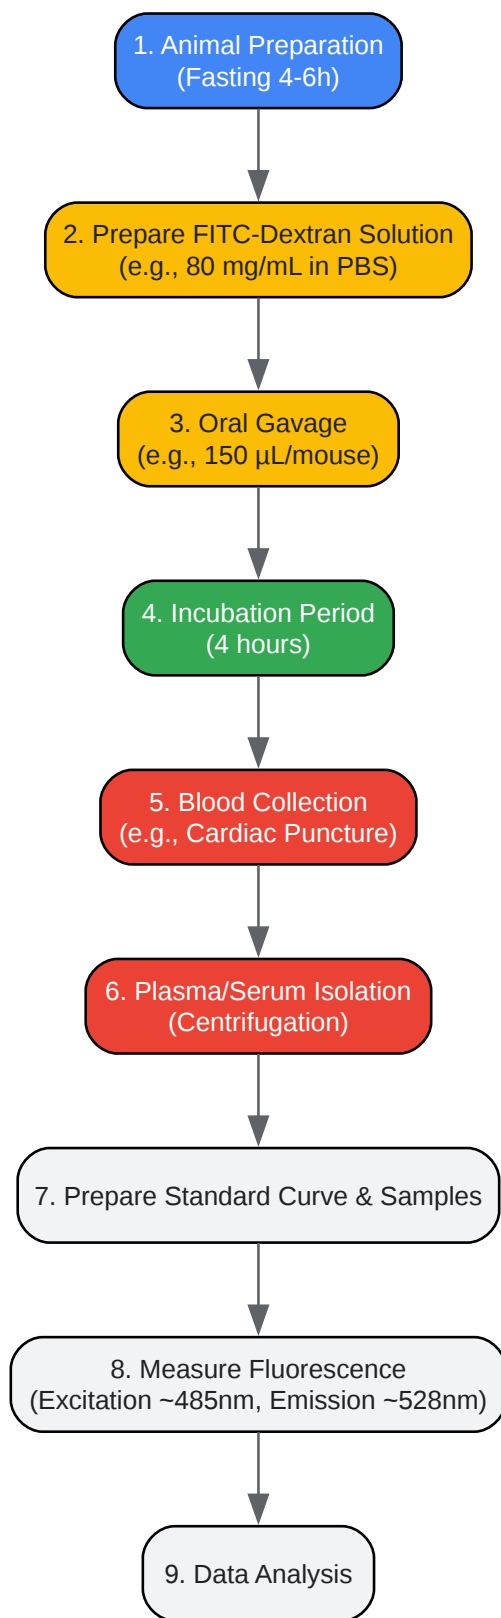 1. Animal Preparation
(Fasting 4-6h)
2. Prepare FITC-Dextran Solution
(e.g., 80 mg/mL in PBS)
3. Oral Gavage
(e.g., 150 µL/mouse)
4. Incubation Period
(4 hours)
5. Blood Collection
(e.g., Cardiac Puncture)
6. Plasma/Serum Isolation
(Centrifugation)
7. Prepare Standard Curve & Samples
8. Measure Fluorescence
(Excitation ~485nm, Emission ~528nm)
9. Data Analysis